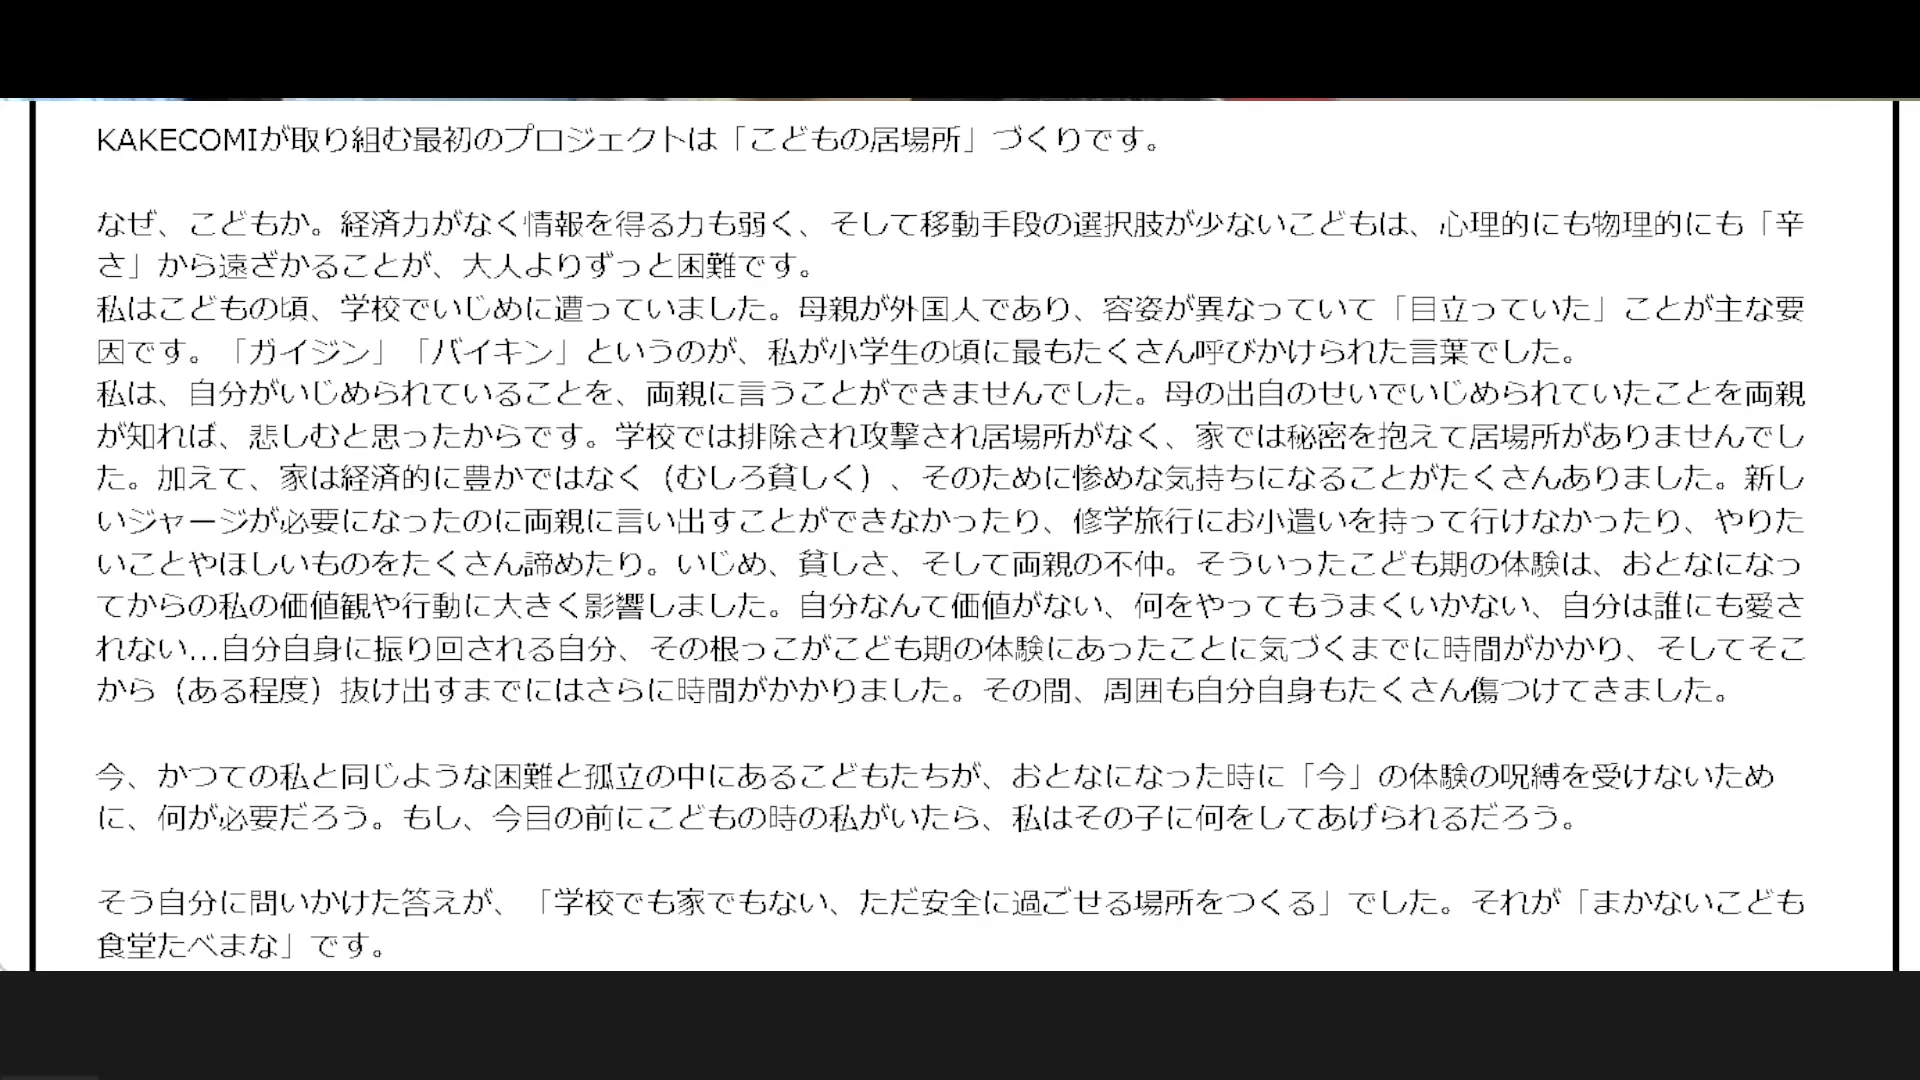 KAKECOMIが取り組む最初のプロジェクトは「こどもの居場所」づくりです。
なぜ、こどもか。経済力がなく情報を得る力も弱く、そして移動手段の選択肢が少ないこどもは、心理的にも物理的にも「辛
さ」から遠ざかることが、大人よりずっと困難です。
私はこどもの頃、学校でいじめに遭っていました。母親が外国人であり、容姿が異なっていて「目立っていた」ことが主な要
因です。「ガイジン」「バイキン」というのが、私が小学生の頃に最もたくさん呼びかけられた言葉でした。
私は、自分がいじめられていることを、両親に言うことができませんでした。母の出自のせいでいじめられていたことを両親
が知れば、悲しむと思ったからです。学校では排除され攻撃され居場所がなく、家では秘密を抱えて居場所がありませんでし
た。加えて、家は経済的に豊かではなく（むしろ貧しく）、そのために惨めな気持ちになることがたくさんありました。新し
いジャージが必要になったのに両親に言い出すことができなかったり、修学旅行にお小遣いを持って行けなかったり、やりた
いことやほしいものをたくさん諦めたり。いじめ、貧しさ、そして両親の不仲。そういったこども期の体験は、おとなになっ
てからの私の価値観や行動に大きく影響しました。自分なんて価値がない、何をやってもうまくいかない、自分は誰にも愛さ
れない…自分自身に振り回される自分、その根っこがこども期の体験にあったことに気づくまでに時間がかかり、そしてそこ
から（ある程度）抜け出すまでにはさらに時間がかかりました。その間、周囲も自分自身もたくさん傷つけてきました。
今、かつての私と同じような困難と孤立の中にあるこどもたちが、おとなになった時に「今」の体験の呪縛を受けないため
に、何が必要だろう。もし、今目の前にこどもの時の私がいたら、私はその子に何をしてあげられるだろう。
そう自分に問いかけた答えが、「学校でも家でもない、ただ安全に過ごせる場所をつくる」でした。それが「まかないこども
食堂たべまな」です。